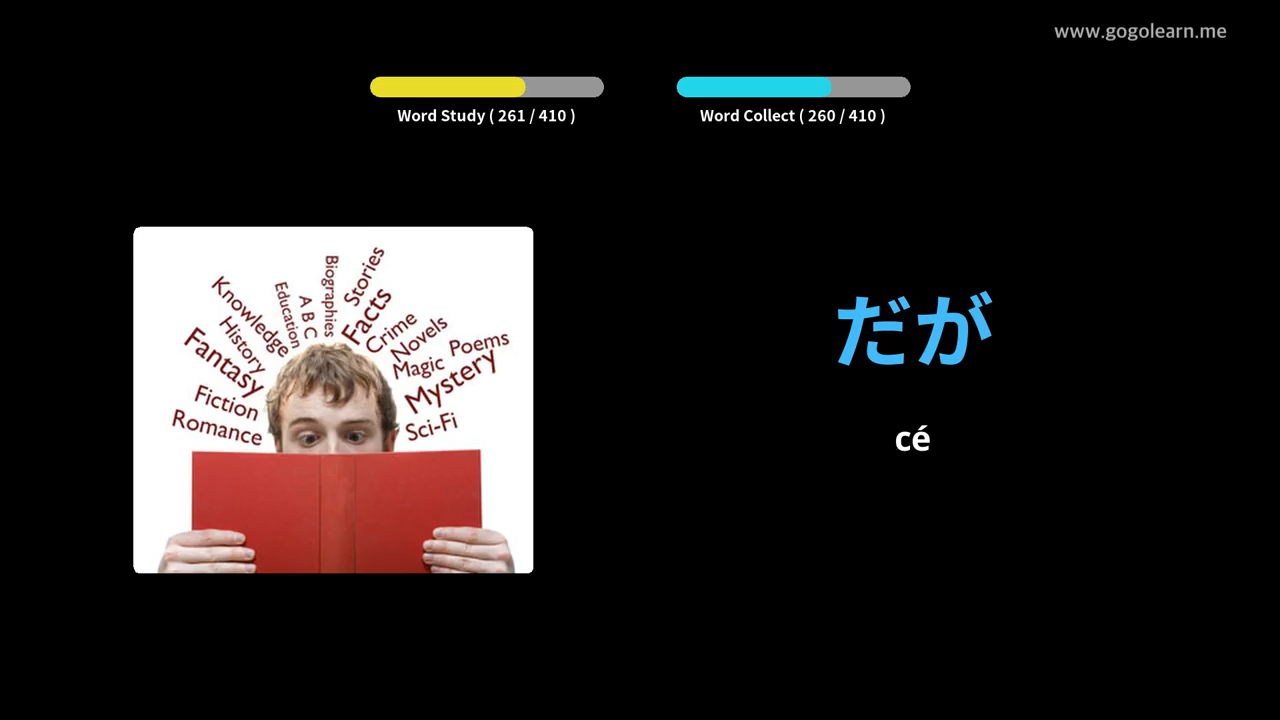 www.gogolearn.me
Word Study ( 261 / 410 )
Word Collect ( 260 / 410 )
Biographies
Stories
Education
A B C
Facts
Knowledge
Crime
Novels
History
Poems
Fantasy
Magic
Mystery
Fiction
Sci-Fi
Romance
だが
cé